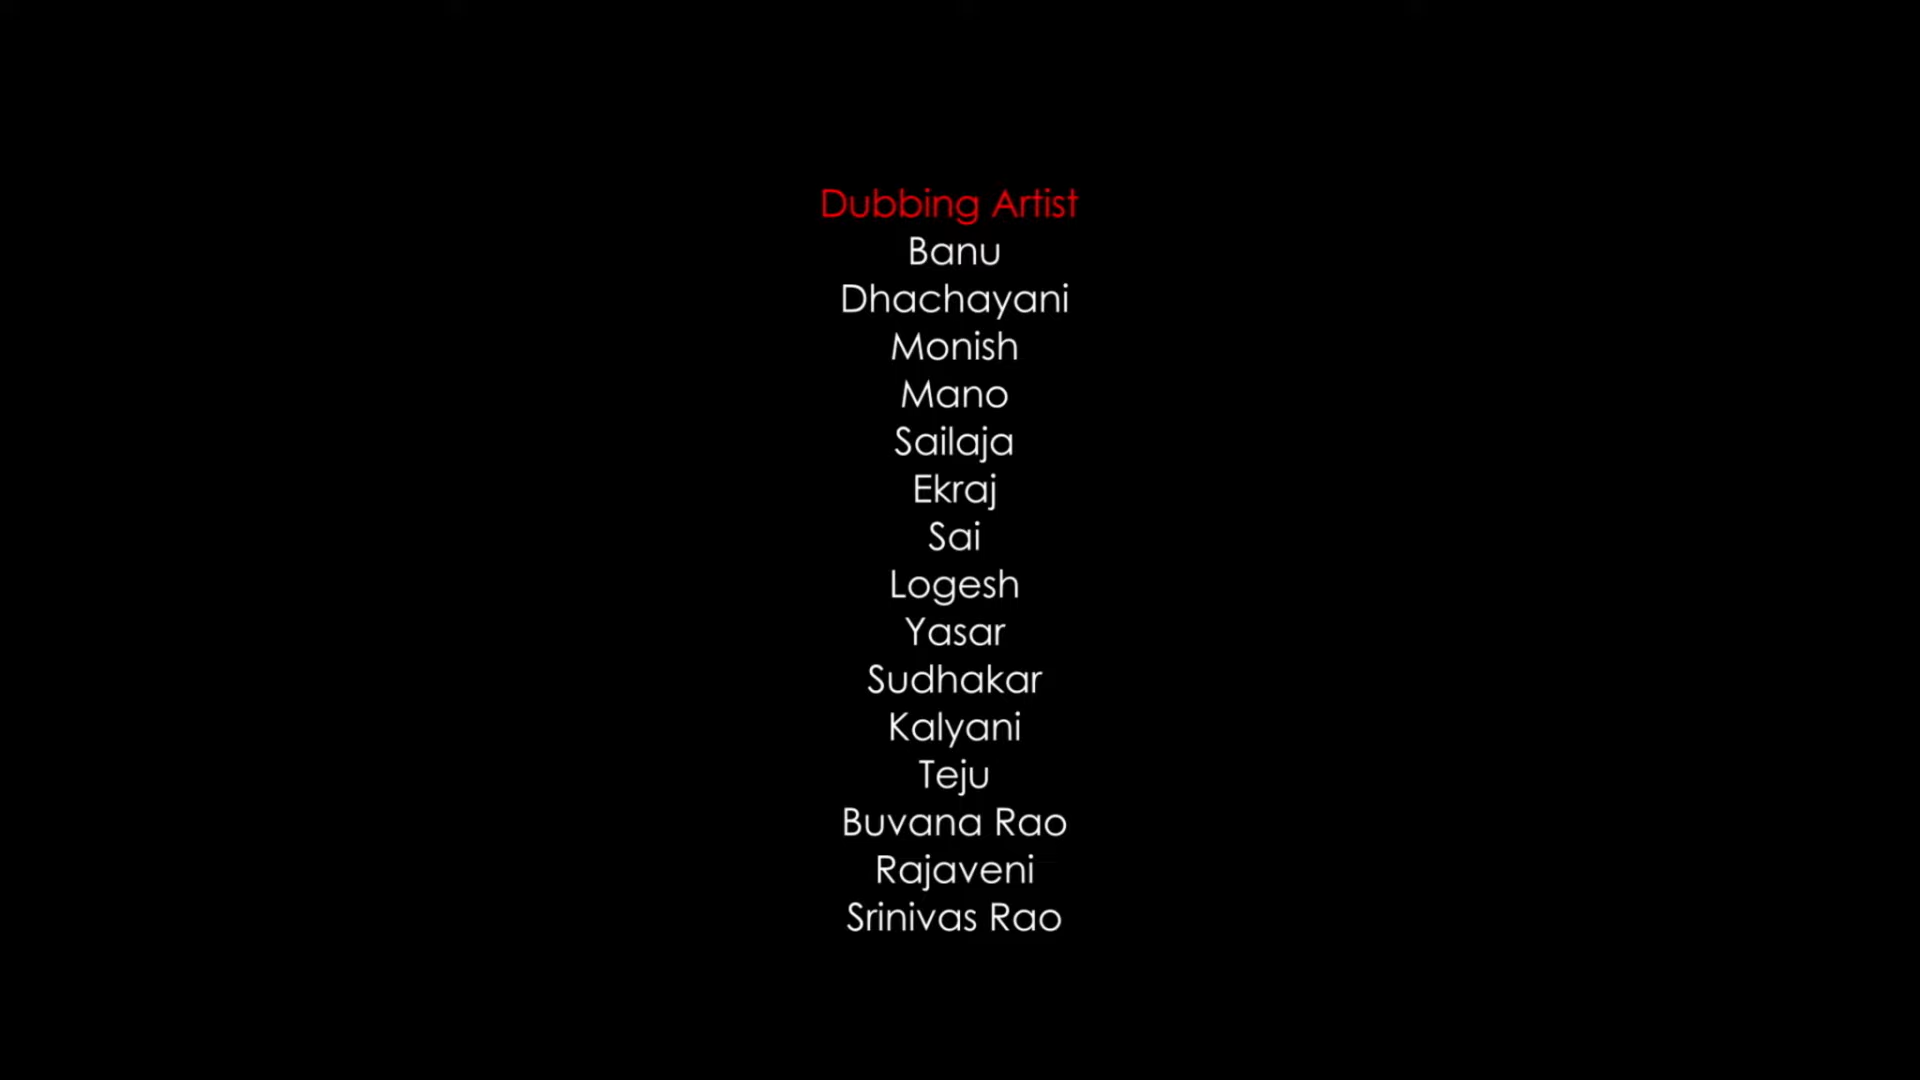 Dubbing Artist
Banu
Dhachayani
Monish
Mano
Sailaja
Ekraj
Sai
Logesh
Yasar
Sudhakar
Kalyani
Teju
Buvana Rao
Rajaveni
Srinivas Rao